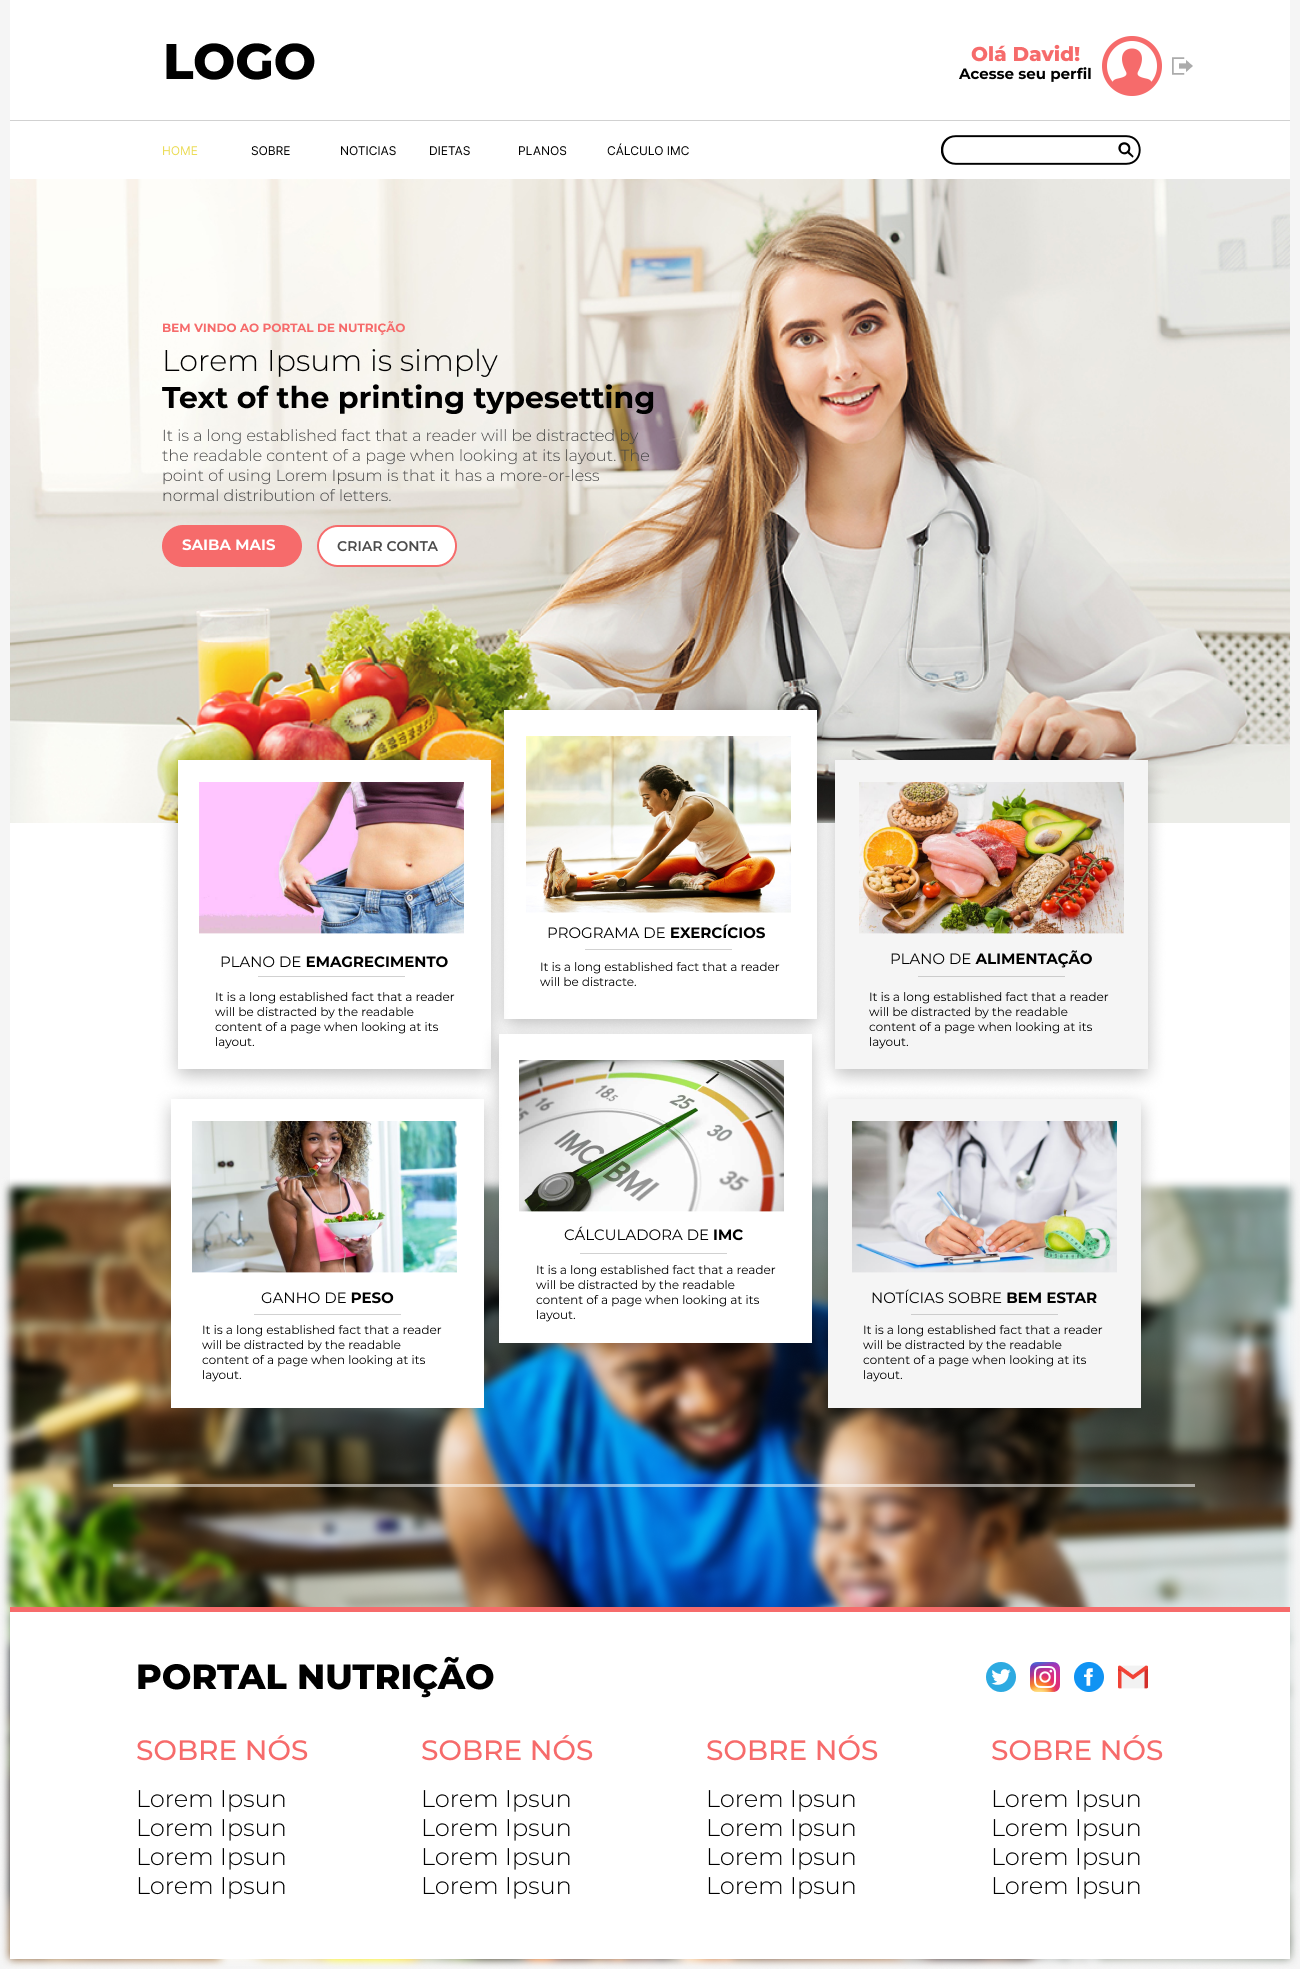 LOGO
Olá David!
Acesse seu perfil
HOME
SOBRE
NOTICIAS
DIETAS
PLANOS
CÁLCULO IMC
BEM VINDO AO PORTAL DE NUTRIÇÃO
Lorem Ipsum is simply
Text of the printing typesetting
It is a long established fact that a reader will be distracted by
the readable content of a page when looking at its layout. The
point of using Lorem Ipsum is that it has a more-or-less
normal distribution of letters.
SAIBA MAIS
CRIAR CONTA
PLANO DE EMAGRECIMENTO
It is a long established fact that a reader
will be distracted by the readable
content of a page when looking at its
layout.
PROGRAMA DE EXERCÍCIOS
It is a long established fact that a reader
will be distracte.
PLANO DE ALIMENTAÇÃO
It is a long established fact that a reader
will be distracted by the readable
content of a page when looking at its
layout.
GANHO DE PESO
It is a long established fact that a reader
will be distracted by the readable
content of a page when looking at its
layout.
16
18.5
25
30
35
IMC BMI
CÁLCULADORA DE IMC
It is a long established fact that a reader
will be distracted by the readable
content of a page when looking at its
layout.
NOTÍCIAS SOBRE BEM ESTAR
It is a long established fact that a reader
will be distracted by the readable
content of a page when looking at its
layout.
PORTAL NUTRIÇÃO
SOBRE NÓS
Lorem Ipsun
Lorem Ipsun
Lorem Ipsun
Lorem Ipsun
SOBRE NÓS
Lorem Ipsun
Lorem Ipsun
Lorem Ipsun
Lorem Ipsun
SOBRE NÓS
Lorem Ipsun
Lorem Ipsun
Lorem Ipsun
Lorem Ipsun
SOBRE NÓS
Lorem Ipsun
Lorem Ipsun
Lorem Ipsun
Lorem Ipsun